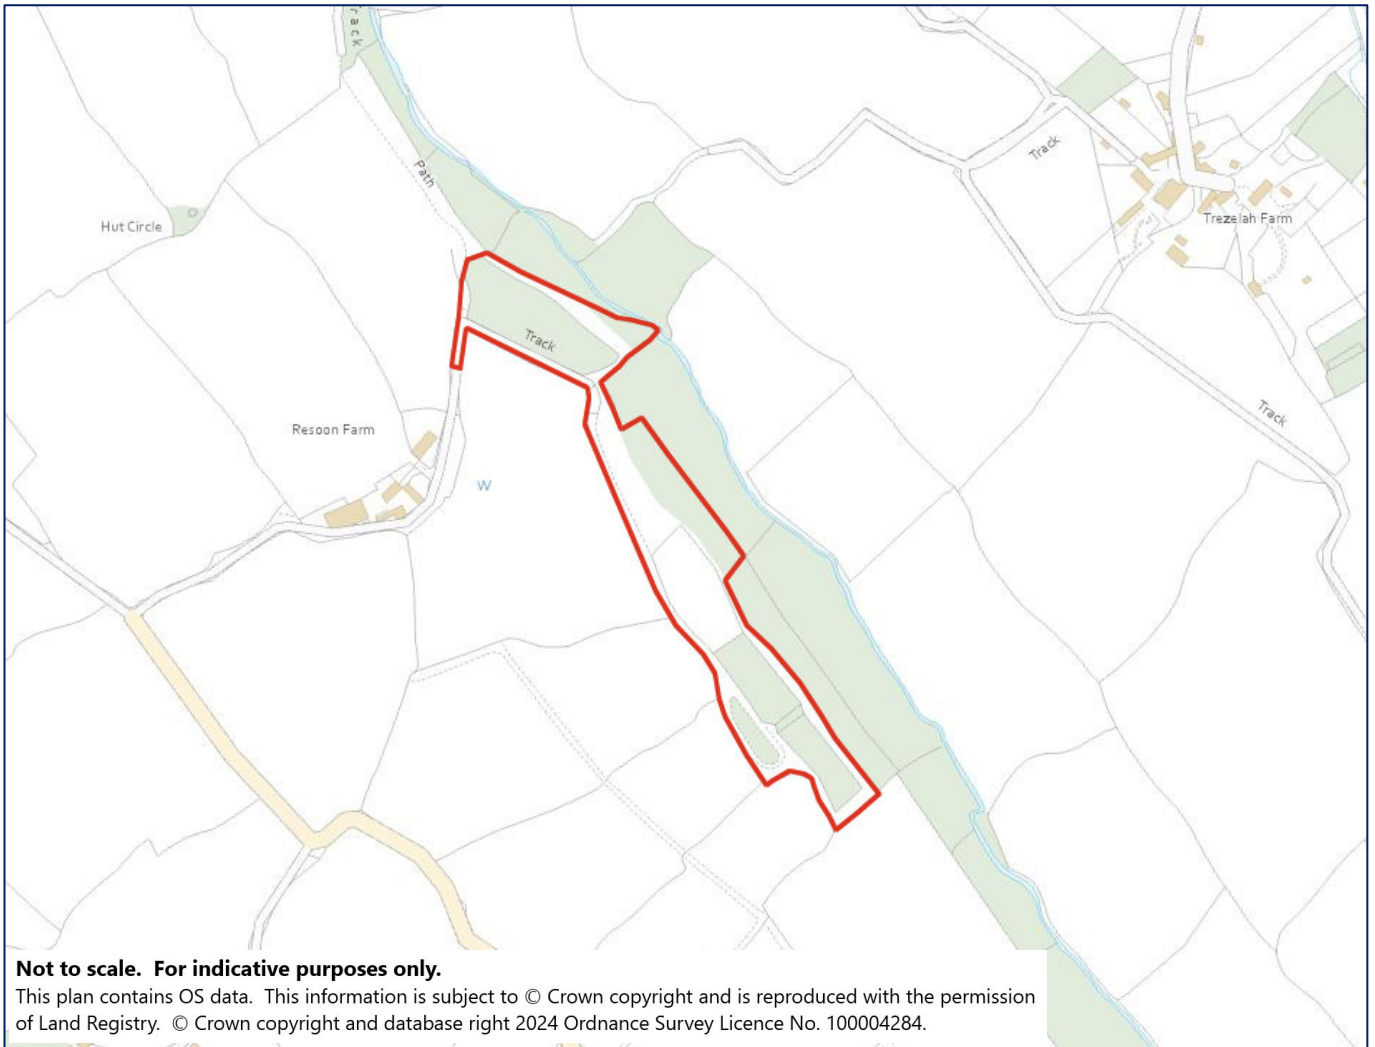 Track
Path
Hut Circle
Track
Trezelah Farm
Track
Track
Resoon Farm
W
Not to scale.  For indicative purposes only.
This plan contains OS data.  This information is subject to © Crown copyright and is reproduced with the permission
of Land Registry.  © Crown copyright and database right 2024 Ordnance Survey Licence No. 100004284.